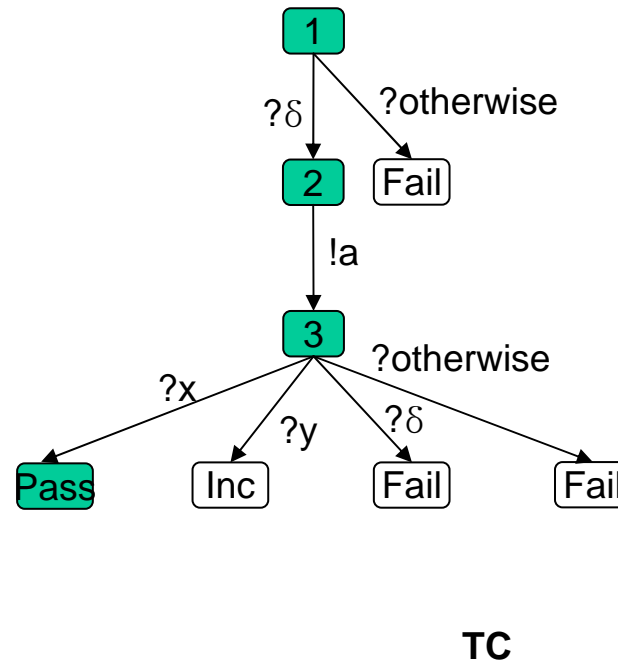 1
?δ
?otherwise
2
Fail
!a
3
?otherwise
?x
?y
?δ
Pass
Inc
Fail
Fail
TC